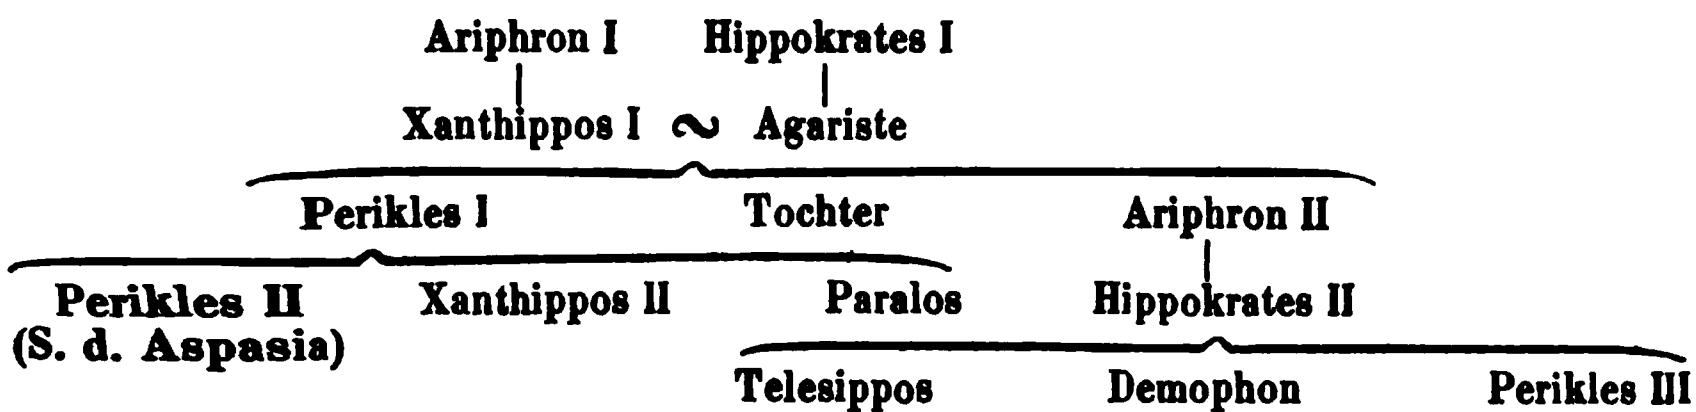 Ariphron I Hippokrates I
Xanthippos I ~ Agariste
Perikles I Tochter Ariphron II
Perikles II Xanthippos II Paralos Hippokrates II
(S. d. Aspasia)
Telesippos Demophon Perikles III